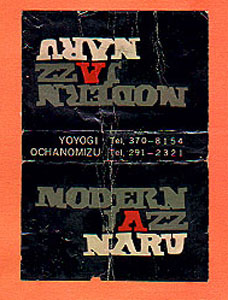 NARU
JAZZ
MODERN
YOYOGI Tel. 370-8154
OCHANOMIZU Tel. 291-2321
MODERN
JAZZ
NARU